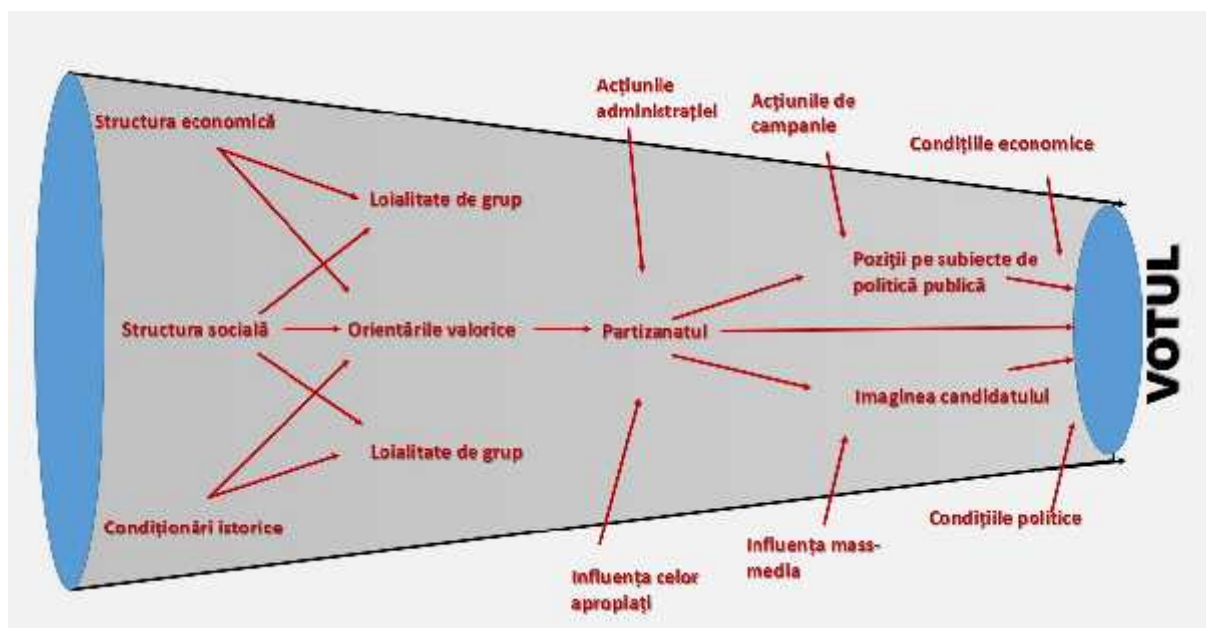 Structura economică
Loialitate de grup
Structura socială
Orientările valorice
Loialitate de grup
Condiționări istorice
Acțiunile
administrației
Partizanatul
Influența celor
apropiați
Acțiunile de
campanie
Poziții pe subiecte de
politică publică
Imaginea candidatului
Influența mass-
media
Condițiile economice
Condițiile politice
VOTUL